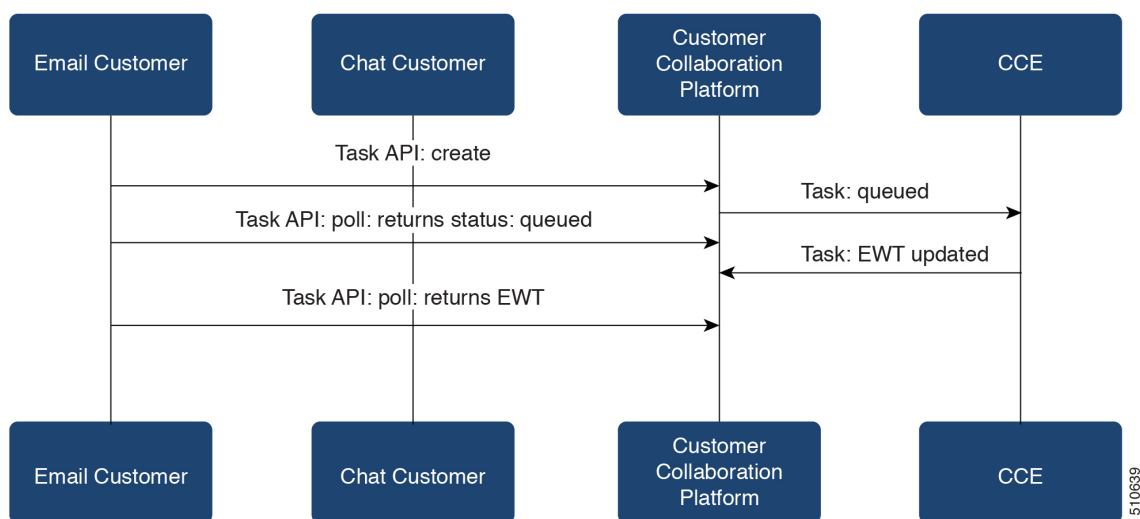 Email Customer
Chat Customer
Customer
Collaboration
Platform
CCE
Task API: create
Task: queued
Task API: poll: returns status: queued
Task: EWT updated
Task API: poll: returns EWT
Email Customer
Chat Customer
Customer
Collaboration
Platform
CCE
510639